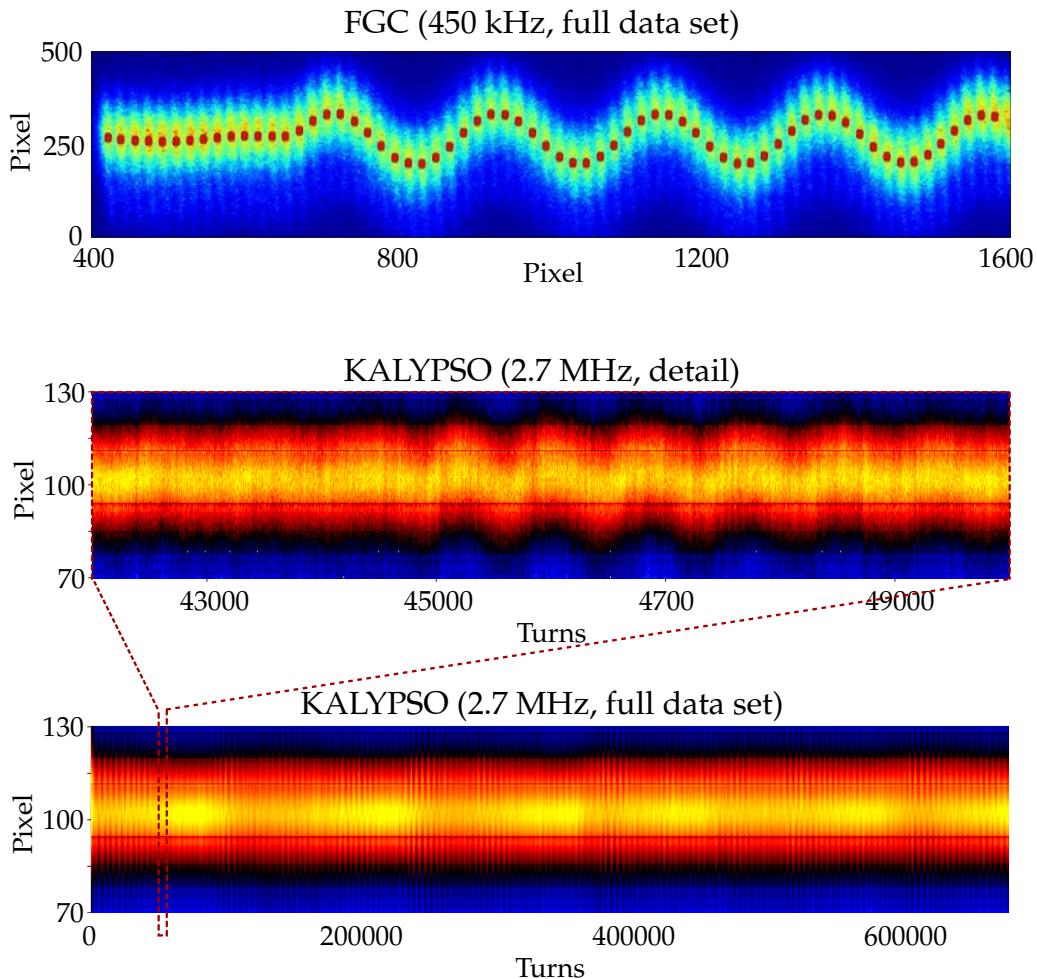 FGC (450 kHz, full data set)
500
250
0
Pixel
400 800 1200 1600
Pixel
KALYPSO (2.7 MHz, detail)
130
100
70
Pixel
43000 45000 4700 49000
Turns
KALYPSO (2.7 MHz, full data set)
130
100
70
Pixel
0 200000 400000 600000
Turns